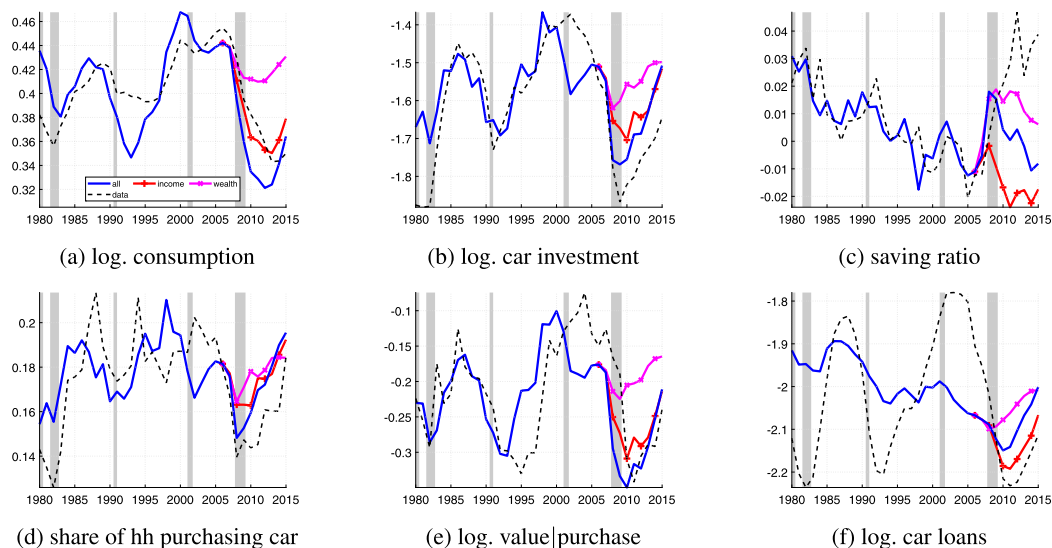 0.46
0.44
0.42
0.4
0.38
0.36
0.34
0.32
all
income
wealth
data
1980 1985 1990 1995 2000 2005 2010 2015
(a) log. consumption
-1.4
-1.5
-1.6
-1.7
-1.8
1980 1985 1990 1995 2000 2005 2010 2015
(b) log. car investment
0.04
0.03
0.02
0.01
0
-0.01
-0.02
1980 1985 1990 1995 2000 2005 2010 2015
(c) saving ratio
0.2
0.18
0.16
0.14
1980 1985 1990 1995 2000 2005 2010 2015
(d) share of hh purchasing car
-0.1
-0.2
-0.25
-0.3
1980 1985 1990 1995 2000 2005 2010 2015
(e) log. value|purchase
-1.8
-1.9
-2
-2.1
-2.2
1980 1985 1990 1995 2000 2005 2010 2015
(f) log. car loans